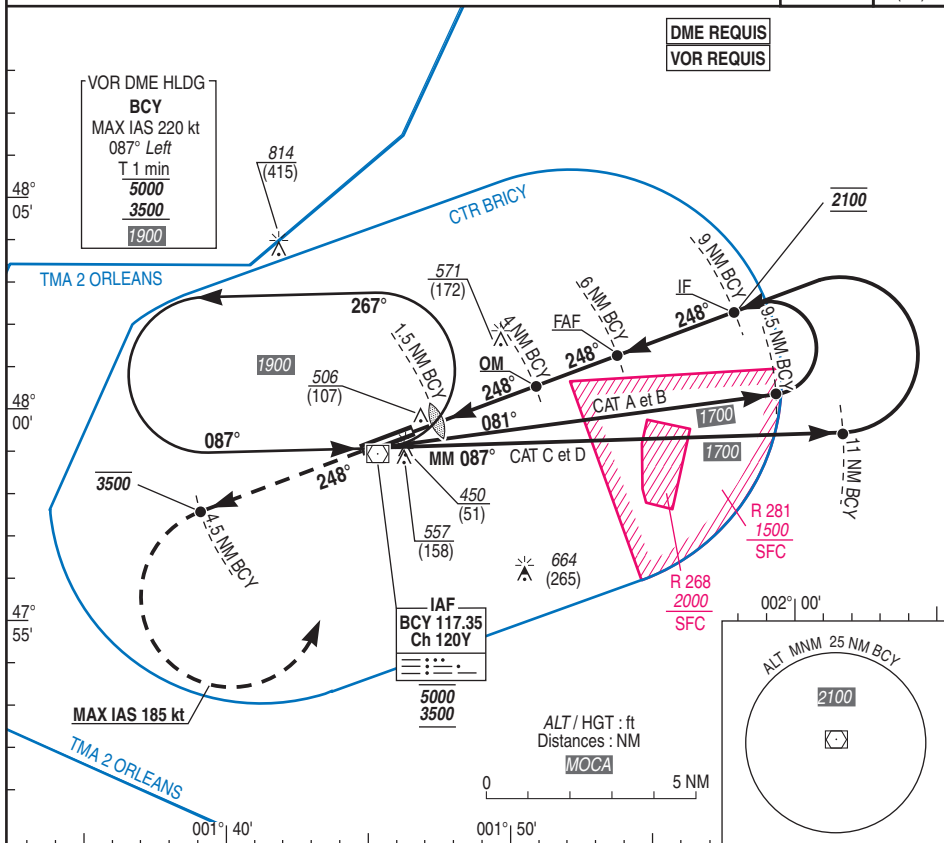 DME REQUIS
VOR REQUIS
VOR DME HLDG
BCY
MAX IAS 220 kt
087° Left
T 1 min
5000
3500
1900
814
(415)
48°
05'
CTR BRICY
2100
TMA 2 ORLEANS
571
(172)
9 NM BCY
IF
6 NM BCY
FAF
248°
9.5 NM BCY
267°
1.5 NM BCY
4 NM BCY
248°
OM
248°
1900
506
(107)
48°
00'
CAT A et B
081°
1700
087°
MM 087°
CAT C et D
1700
11 NM BCY
248°
3500
4.5 NM BCY
450
(51)
557
(158)
R 281
1500
SFC
664
(265)
R 268
2000
SFC
47°
55'
IAF
BCY 117.35
Ch 120Y
5000
3500
002° 00'
ALT MNM 25 NM BCY
2100
MAX IAS 185 kt
ALT / HGT : ft
Distances : NM
MOCA
0 5 NM
TMA 2 ORLEANS
001° 40'
001° 50'